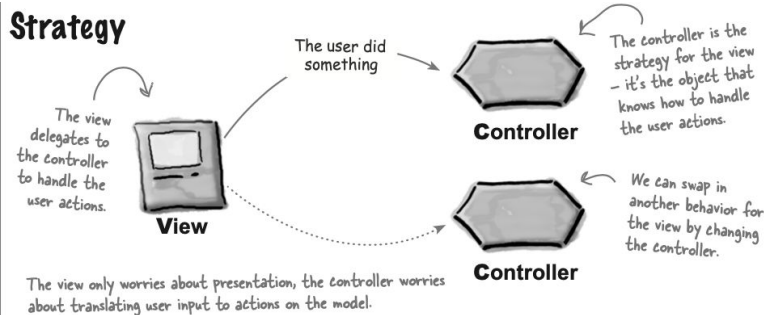 Strategy
The view
delegates to
the controller
to handle the
user actions.
View
The user did
something
Controller
The controller is the
strategy for the view
– it's the object that
knows how to handle
the user actions.
Controller
We can swap in
another behavior for
the view by changing
the controller.
The view only worries about presentation, the controller worries
about translating user input to actions on the model.